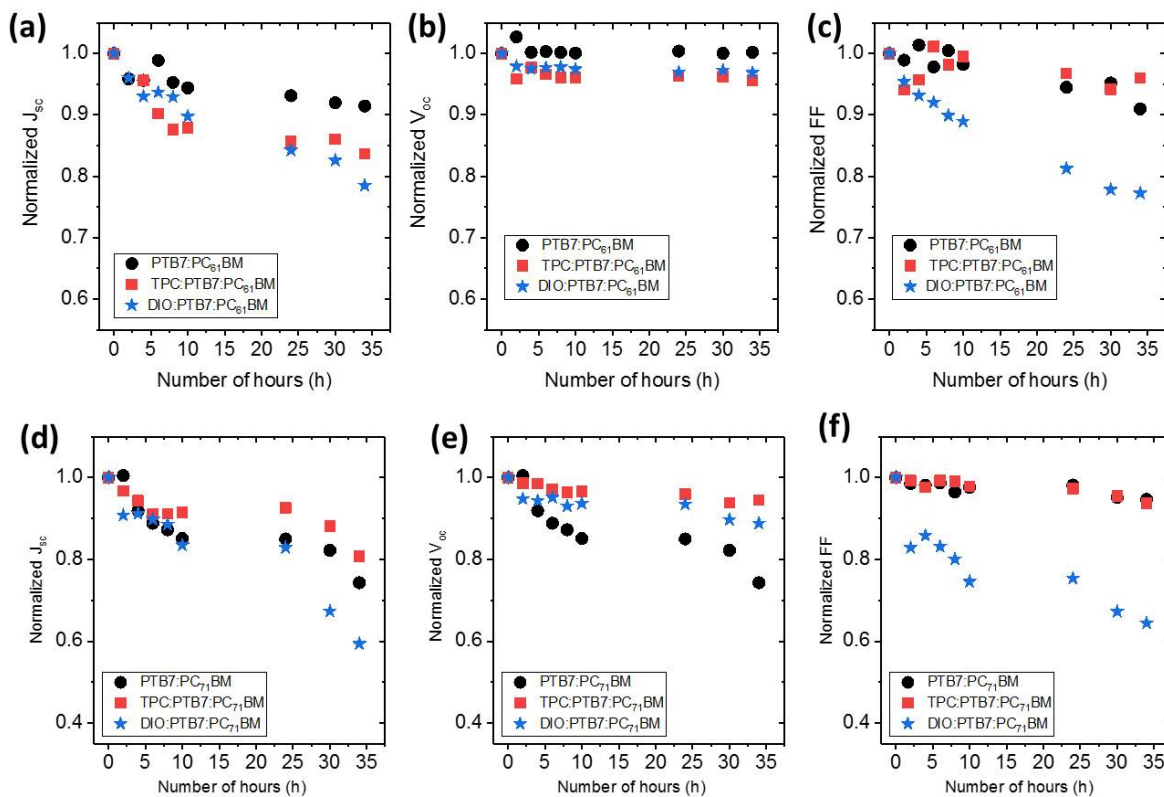 (a)
Normalized J_sc
1.0
0.9
0.8
0.7
0.6
PTB7:PC₆₁BM
TPC:PTB7:PC₆₁BM
DIO:PTB7:PC₆₁BM
0 5 10 15 20 25 30 35
Number of hours (h)
(b)
Normalized V_oc
1.0
0.9
0.8
0.7
0.6
PTB7:PC₆₁BM
TPC:PTB7:PC₆₁BM
DIO:PTB7:PC₆₁BM
0 5 10 15 20 25 30 35
Number of hours (h)
(c)
Normalized FF
1.0
0.9
0.8
0.7
0.6
PTB7:PC₆₁BM
TPC:PTB7:PC₆₁BM
DIO:PTB7:PC₆₁BM
0 5 10 15 20 25 30 35
Number of hours (h)
(d)
Normalized J_sc
1.0
0.8
0.6
0.4
PTB7:PC₇₁BM
TPC:PTB7:PC₇₁BM
DIO:PTB7:PC₇₁BM
0 5 10 15 20 25 30 35
Number of hours (h)
(e)
Normalized V_oc
1.0
0.8
0.6
0.4
PTB7:PC₇₁BM
TPC:PTB7:PC₇₁BM
DIO:PTB7:PC₇₁BM
0 5 10 15 20 25 30 35
Number of hours (h)
(f)
Normalized FF
1.0
0.8
0.6
0.4
PTB7:PC₇₁BM
TPC:PTB7:PC₇₁BM
DIO:PTB7:PC₇₁BM
0 5 10 15 20 25 30 35
Number of hours (h)